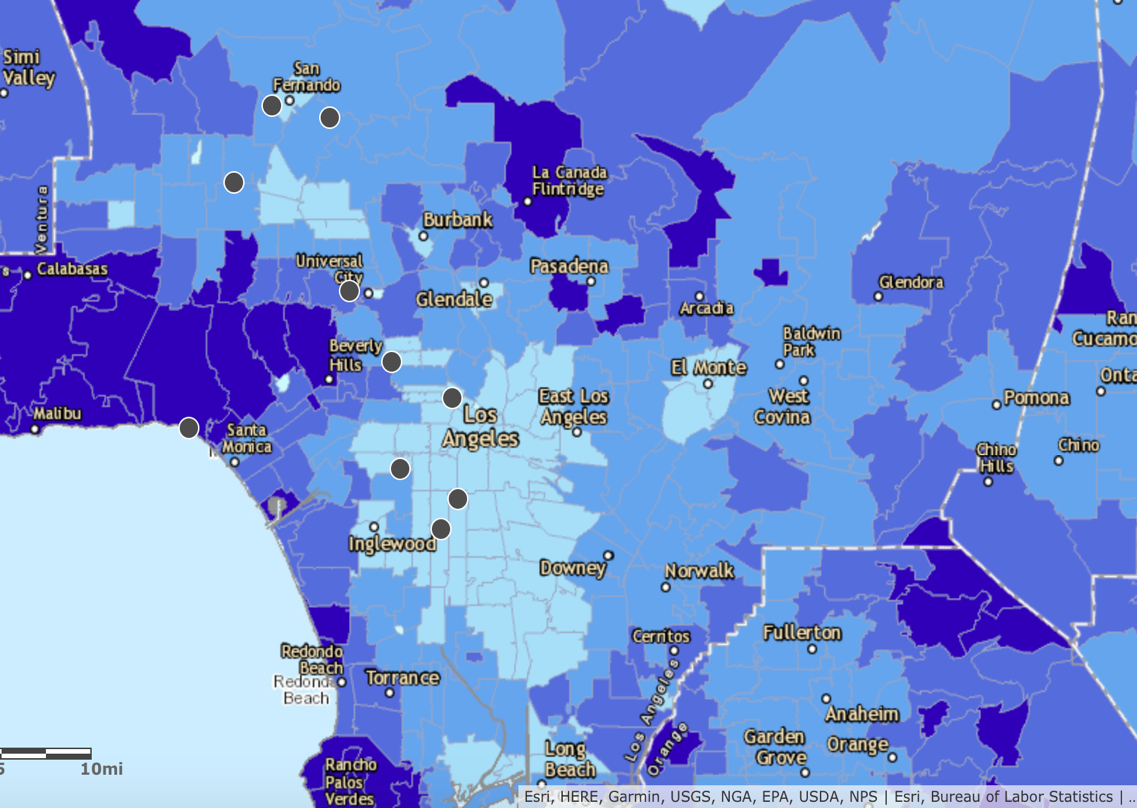 Simi
Valley
San
Fernando
La Canada
Flintridge
Ventura
Burbank
Calabasas
Universal
City
Pasadena
Glendale
Arcadia
Glendora
Ran
Cucamo
Beverly
Hills
Baldwin
Park
El Monte
Onta
Malibu
Santa
Monica
Los
Angeles
East Los
Angeles
West
Covina
Pomona
Chino
Hills
Chino
Inglewood
Downey
Norwalk
Cerritos
Fullerton
Redondo
Beach
Redondo
Beach
Torrance
Los Angeles
Orange
Anaheim
Garden
Grove
Orange
Rancho
Palos
Verdes
Long
Beach
5
10mi
Esri, HERE, Garmin, USGS, NGA, EPA, USDA, NPS | Esri, Bureau of Labor Statistics |